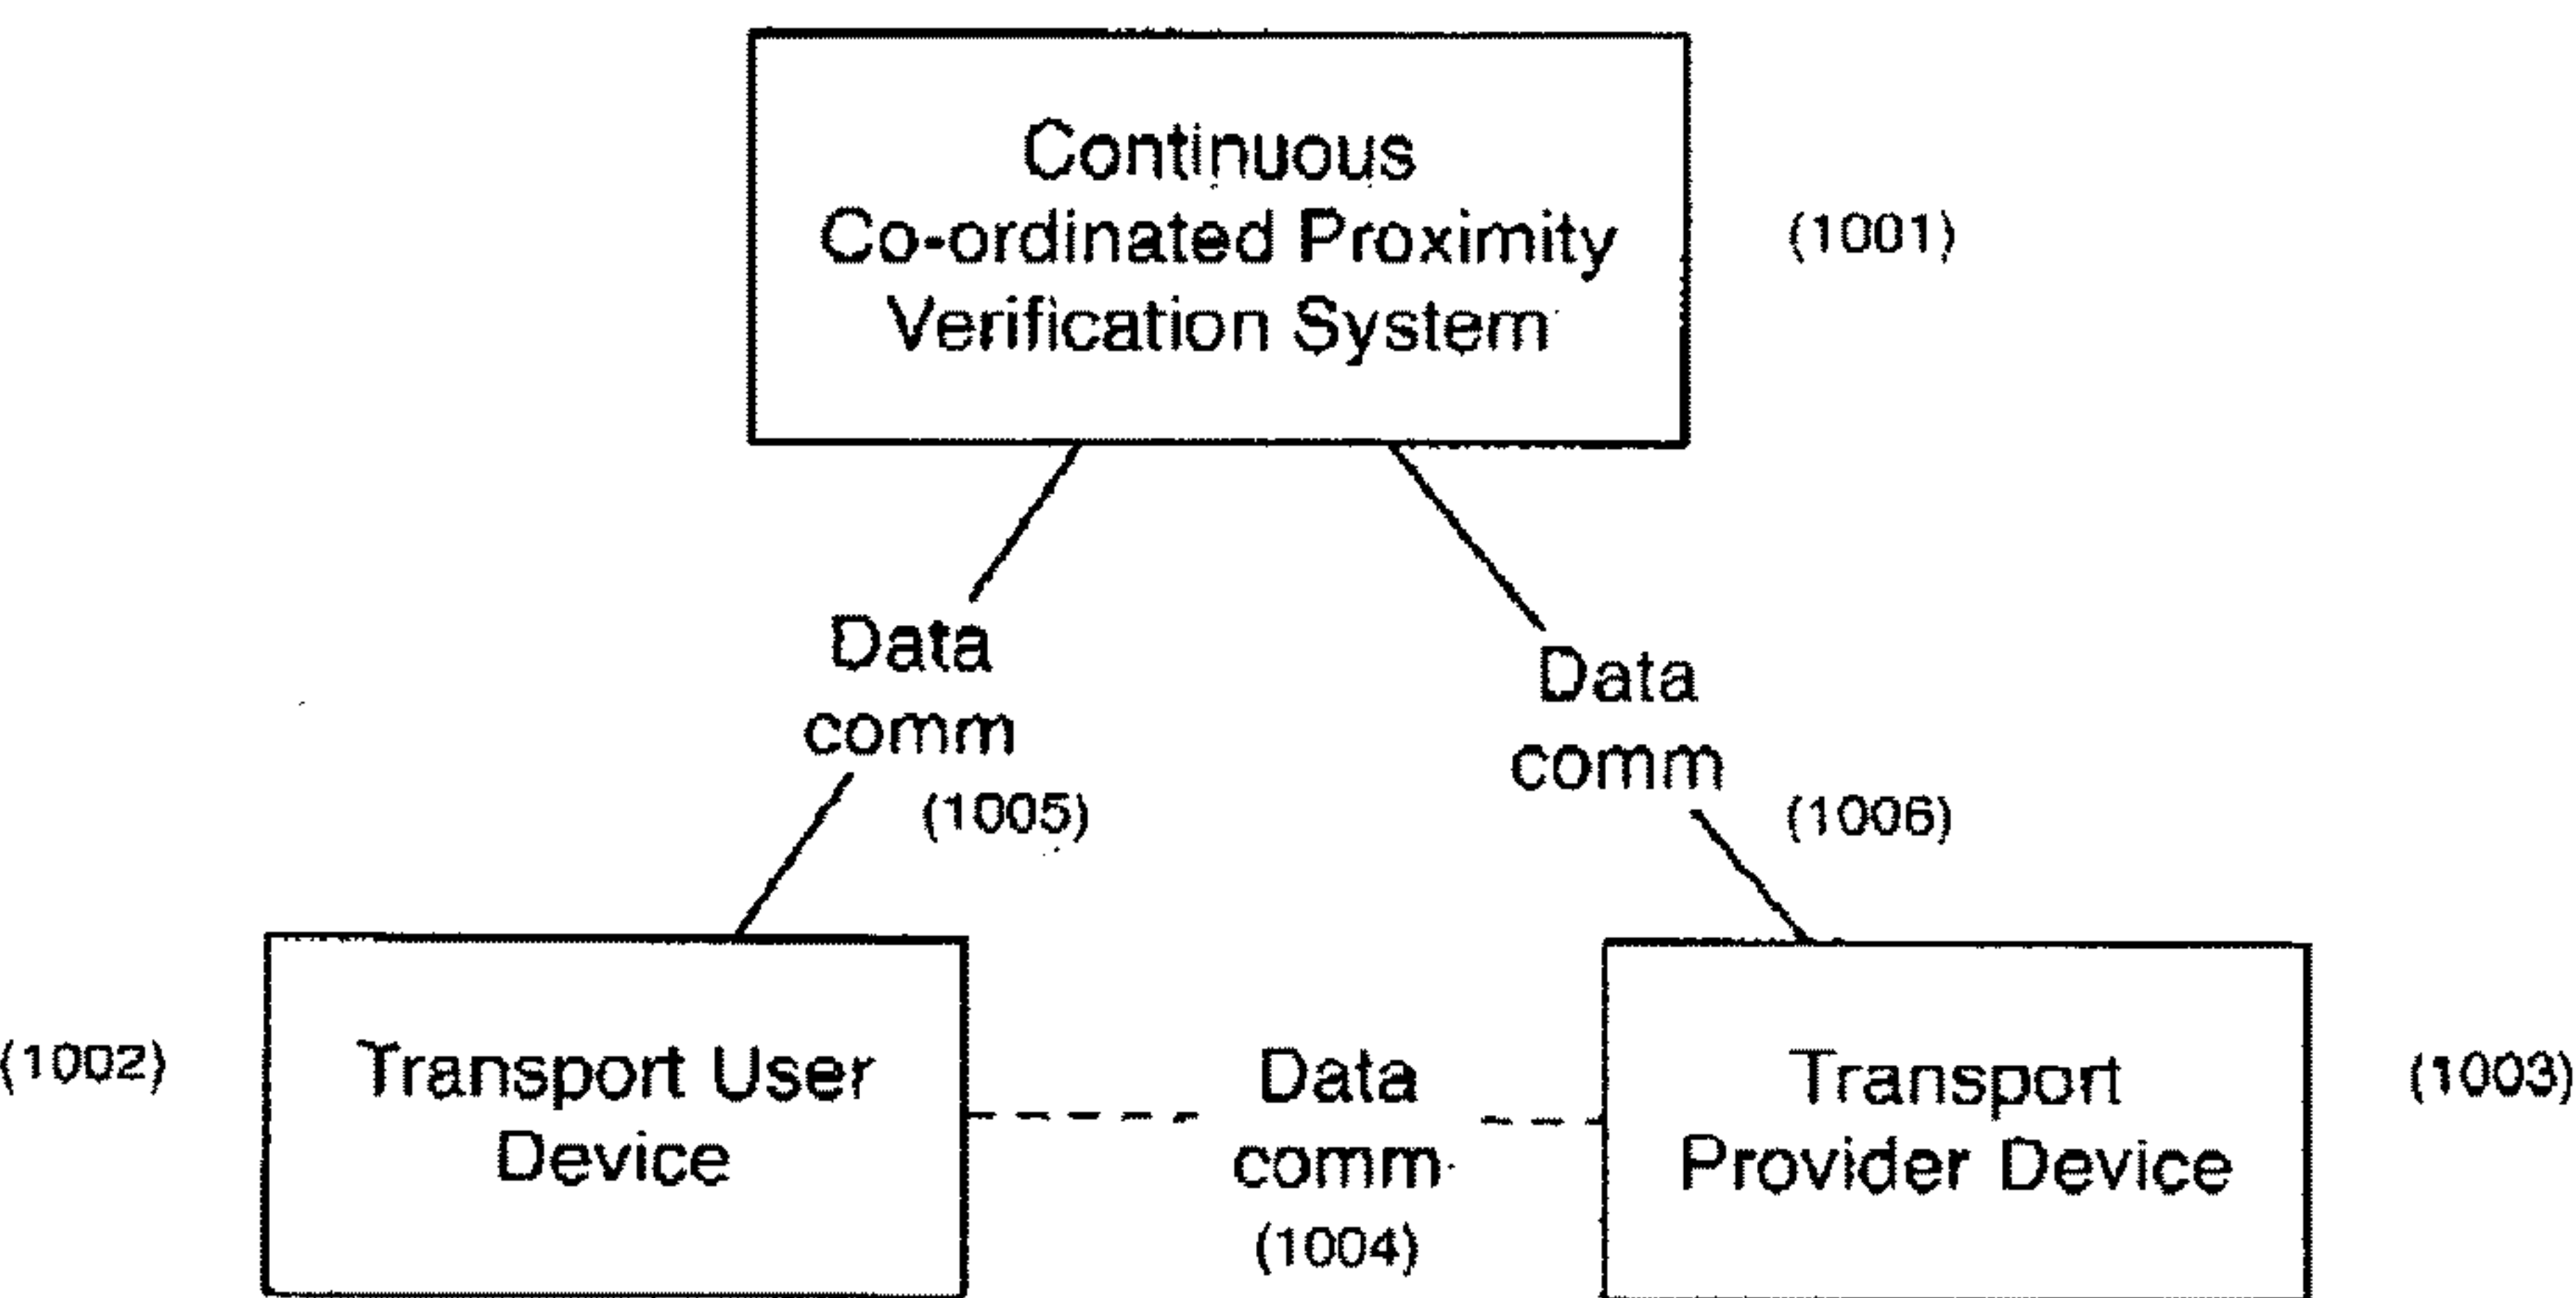 Continuous
Co-ordinated Proximity
Verification System
(1001)
Data
comm
(1005)
Data
comm
(1006)
(1002)
Transport User
Device
Data
comm
(1004)
Transport
Provider Device
(1003)